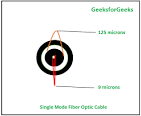 GeeksforGeeks
125 microns
9 microns
Single Mode Fiber Optic Cable